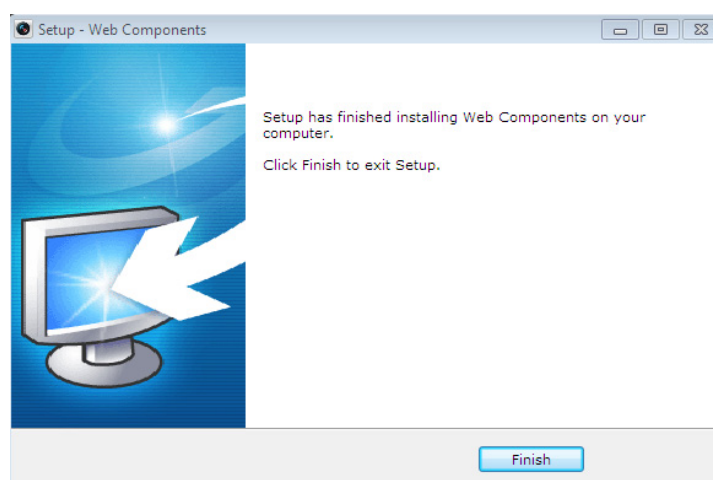 Setup - Web Components
Setup has finished installing Web Components on your
computer.
Click Finish to exit Setup.
Finish